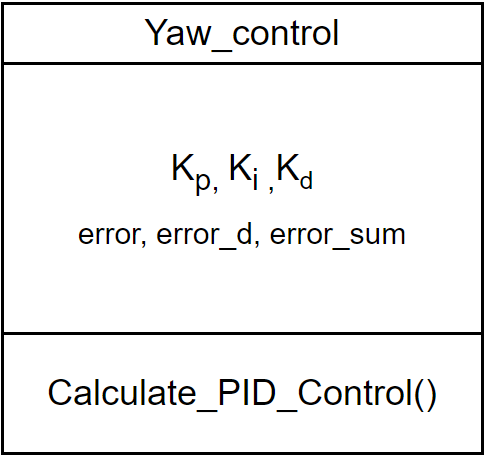 Yaw_control
Kp, Ki ,Kd
error, error_d, error_sum
Calculate_PID_Control()